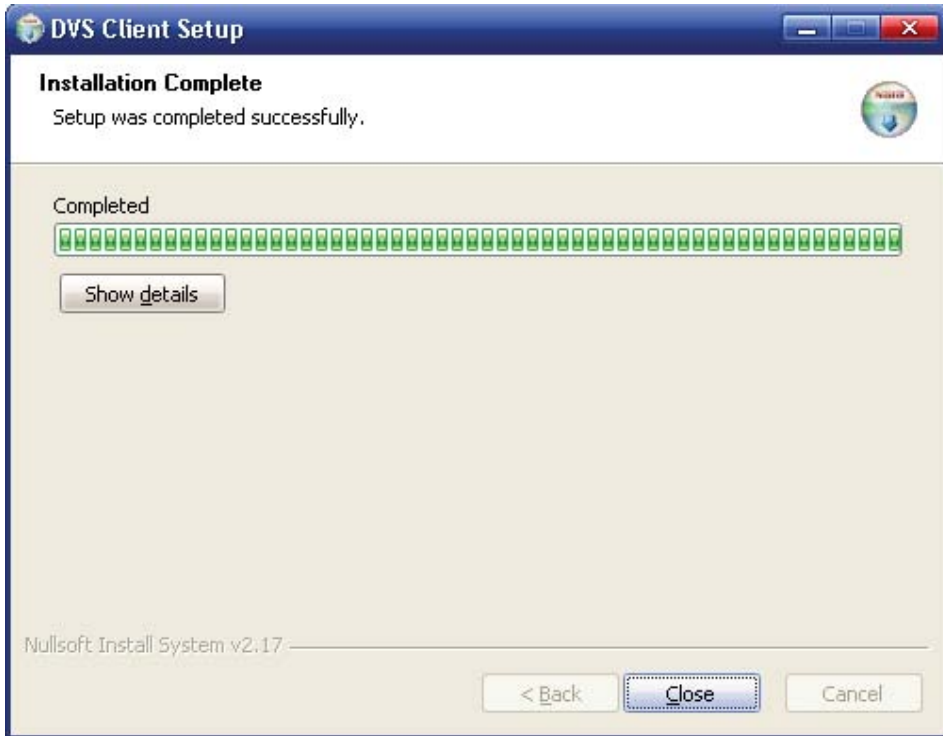 DVS Client Setup
Installation Complete
Setup was completed successfully.
Completed
Show details
Nullsoft Install System v2.17
< Back
Close
Cancel